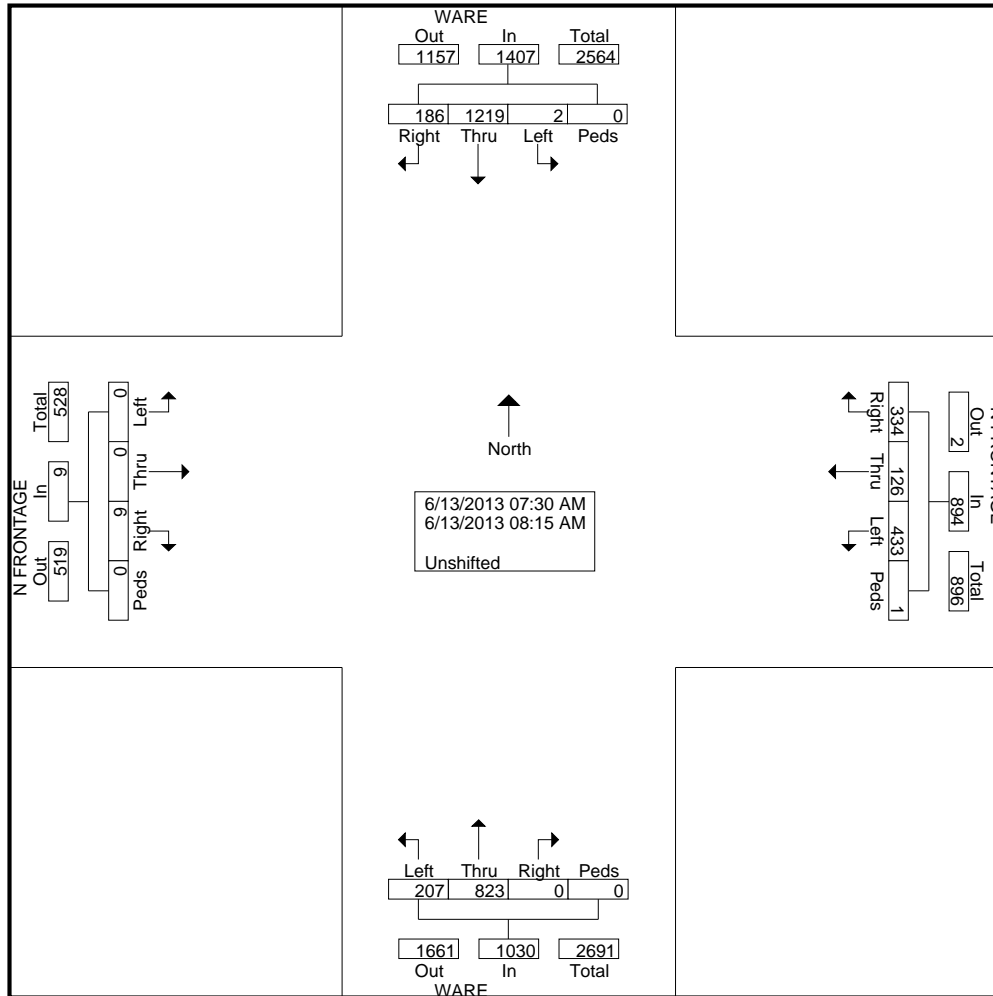 WARE
Out In Total
1157 1407 2564
186 1219 2 0
Right Thru Left Peds
N FRONTAGE
Total In Out
528 9 519
0 0 9 0
Left Thru Right Peds
North
6/13/2013 07:30 AM
6/13/2013 08:15 AM
Unshifted
Right Thru Left Peds
334 126 433 1
Out In Total
2 894 896
Left Thru Right Peds
207 823 0 0
1661 1030 2691
Out In Total
WARE